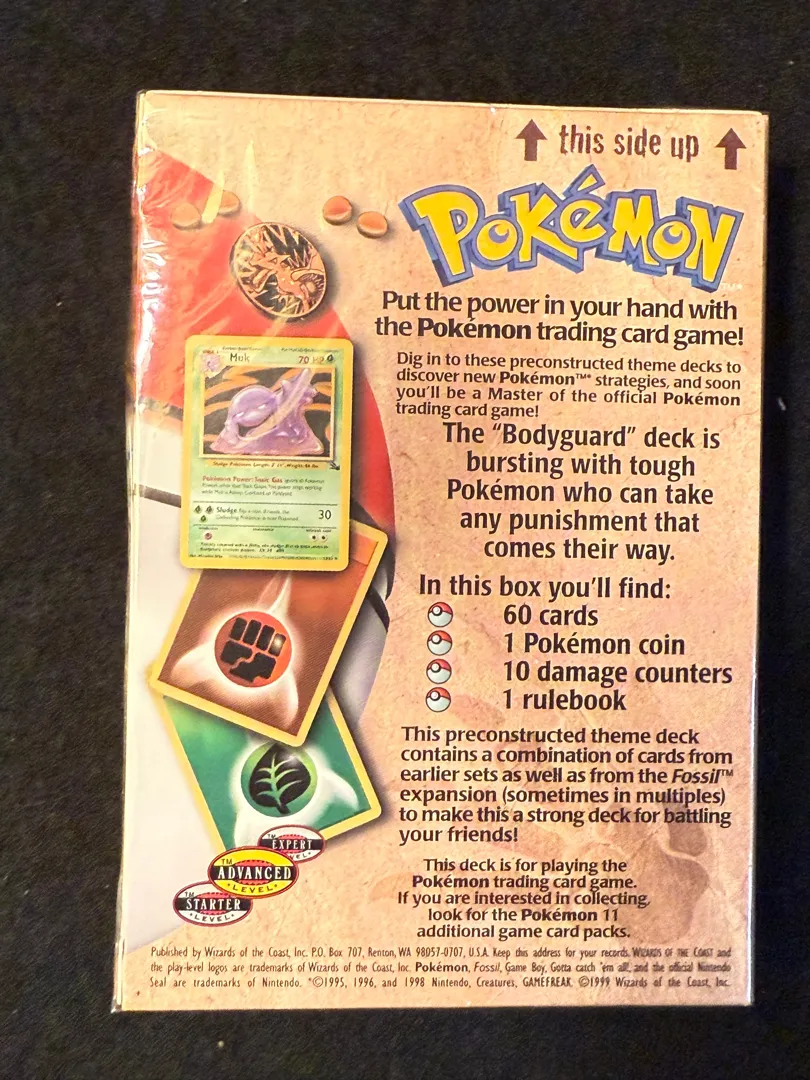 this side up
POKéMON
Put the power in your hand with
the Pokémon trading card game!
Dig in to these preconstructed theme decks to
discover new Pokémon™* strategies, and soon
you'll be a Master of the official Pokémon
trading card game!
The "Bodyguard" deck is
bursting with tough
Pokémon who can take
any punishment that
comes their way.
In this box you'll find:
60 cards
1 Pokémon coin
10 damage counters
1 rulebook
This preconstructed theme deck
contains a combination of cards from
earlier sets as well as from the Fossil™
expansion (sometimes in multiples)
to make this a strong deck for battling
your friends!
This deck is for playing the
Pokémon trading card game.
If you are interested in collecting,
look for the Pokémon 11
additional game card packs.
Muk
70 HP
Pokémon Power: Toxic Gas
Sludge
30
TM
EXPERT
TM
ADVANCED
LEVEL
TM
STARTER
LEVEL
Published by Wizards of the Coast, Inc. P.O. Box 707, Renton, WA 98057-0707, U.S.A. Keep this address for your records. WIZARDS OF THE COAST and
the play-level logos are trademarks of Wizards of the Coast, Inc. Pokémon, Fossil, Game Boy, Gotta catch 'em all!, and the official Nintendo
Seal are trademarks of Nintendo. *©1995, 1996, and 1998 Nintendo, Creatures, GAMEFREAK. ©1999 Wizards of the Coast, Inc.